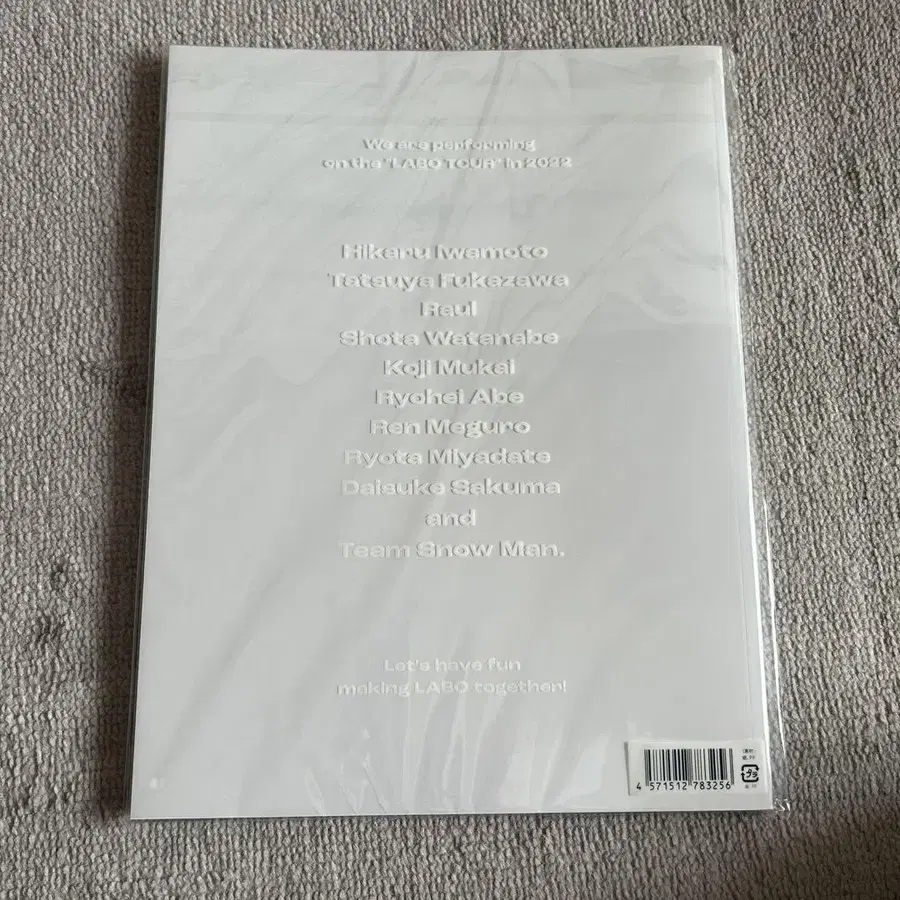 We are performing
on the "LABO TOUR" in 2022
Hikaru Iwamoto
Tatsuya Fukazawa
Raul
Shota Watanabe
Koji Mukai
Ryohei Abe
Ren Meguro
Ryota Miyadate
Daisuke Sakuma
and
Team Snow Man.
Let's have fun
making LABO together!
4 571512 783256
プラ